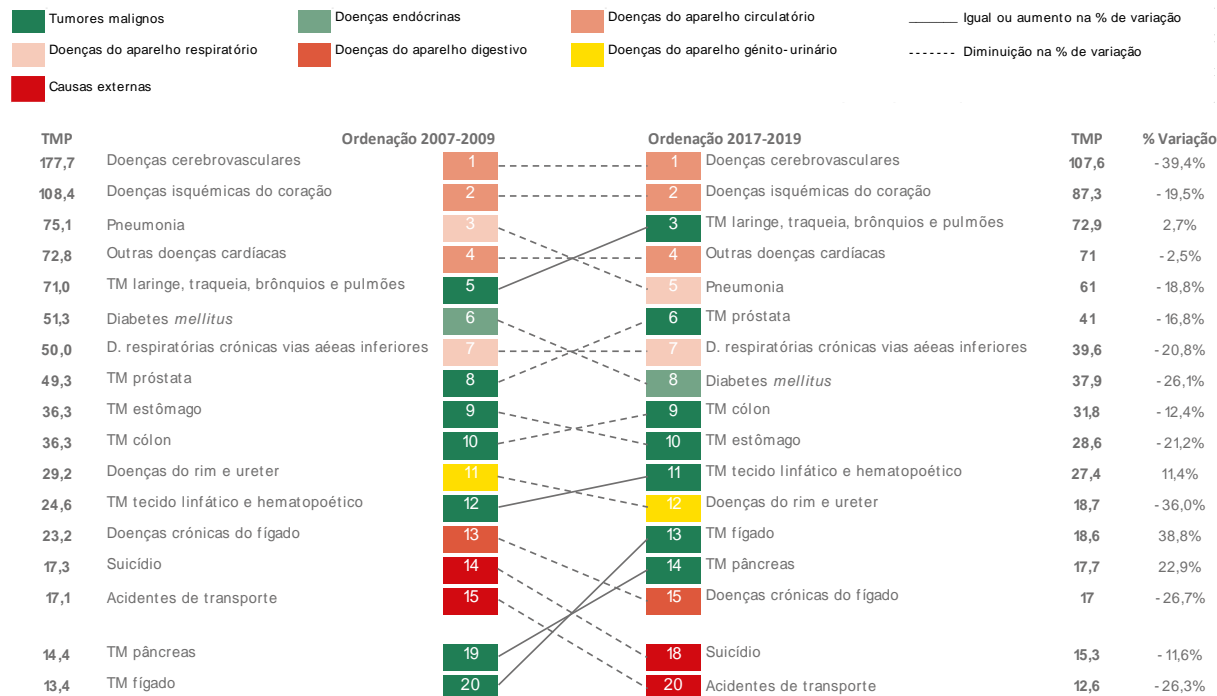 Tumores malignos Doenças endócrinas Doenças do aparelho circulatório Igual ou aumento na % de variação
Doenças do aparelho respiratório Doenças do aparelho digestivo Doenças do aparelho génito-urinário Diminuição na % de variação
Causas externas
TMP Ordenação 2007-2009 Ordenação 2017-2019 TMP % Variação
177,7 Doenças cerebrovasculares 1 1 Doenças cerebrovasculares 107,6 -39,4%
108,4 Doenças isquémicas do coração 2 2 Doenças isquémicas do coração 87,3 -19,5%
75,1 Pneumonia 3 3 TM laringe, traqueia, brônquios e pulmões 72,9 2,7%
72,8 Outras doenças cardíacas 4 4 Outras doenças cardíacas 71 -2,5%
71,0 TM laringe, traqueia, brônquios e pulmões 5 5 Pneumonia 61 -18,8%
51,3 Diabetes mellitus 6 6 TM próstata 41 -16,8%
50,0 D. respiratórias crónicas vias aéeas inferiores 7 7 D. respiratórias crónicas vias aéeas inferiores 39,6 -20,8%
49,3 TM próstata 8 8 Diabetes mellitus 37,9 -26,1%
36,3 TM estômago 9 9 TM cólon 31,8 -12,4%
36,3 TM cólon 10 10 TM estômago 28,6 -21,2%
29,2 Doenças do rim e ureter 11 11 TM tecido linfático e hematopoético 27,4 11,4%
24,6 TM tecido linfático e hematopoético 12 12 Doenças do rim e ureter 18,7 -36,0%
23,2 Doenças crónicas do fígado 13 13 TM fígado 18,6 38,8%
17,3 Suicídio 14 14 TM pâncreas 17,7 22,9%
17,1 Acidentes de transporte 15 15 Doenças crónicas do fígado 17 -26,7%
14,4 TM pâncreas 19 18 Suicídio 15,3 -11,6%
13,4 TM fígado 20 20 Acidentes de transporte 12,6 -26,3%